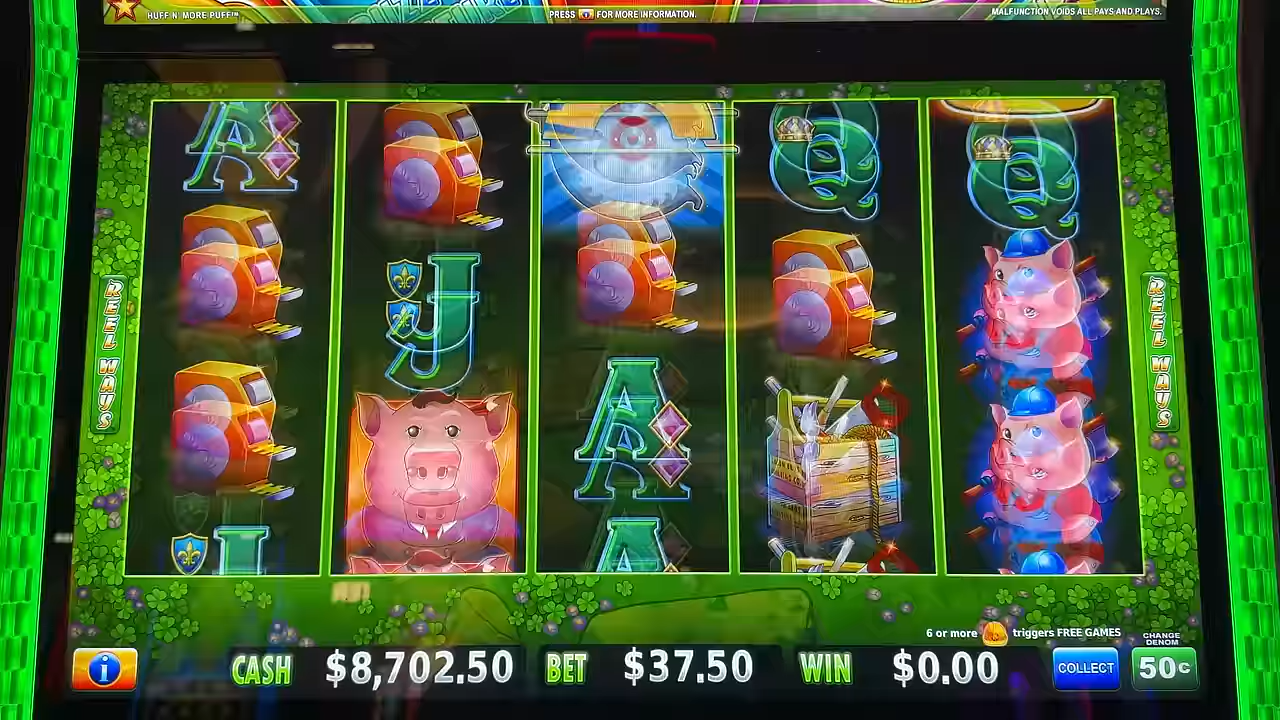 HUFF N' MORE PUFF™
PRESS i FOR MORE INFORMATION.
MALFUNCTION VOIDS ALL PAYS AND PLAYS.
A
Q
Q
REEL WAYS
J
REEL WAYS
A
J
A
6 or more triggers FREE GAMES
CHANGE
DENOM
i
CASH $8,702.50 BET $37.50 WIN $0.00
COLLECT
50¢